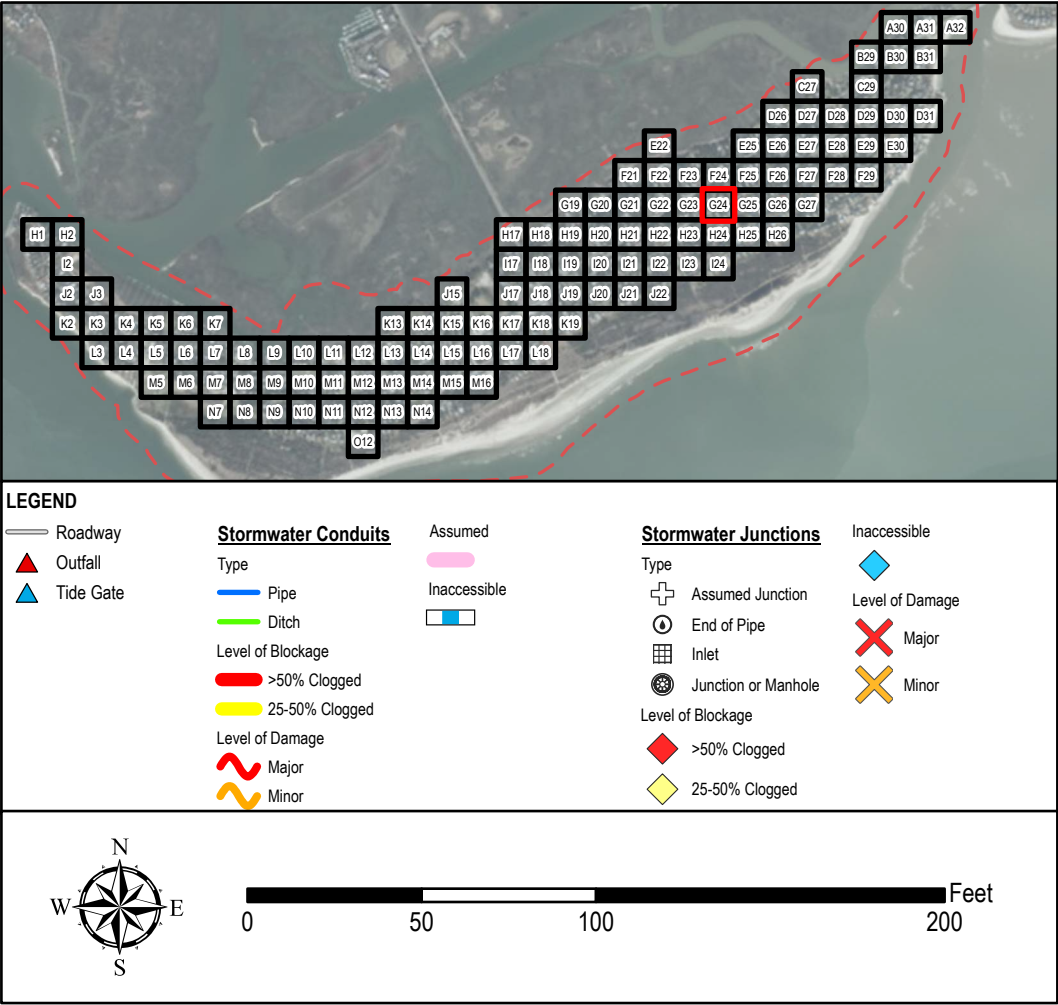 A30 A31 A32
B29 B30 B31
C27 C29
D26 D27 D28 D29 D30 D31
E22 E25 E26 E27 E28 E29 E30
F21 F22 F23 F24 F25 F26 F27 F28 F29
G19 G20 G21 G22 G23 G24 G25 G26 G27
H1 H2 H17 H18 H19 H20 H21 H22 H23 H24 H25 H26
I2 I17 I18 I19 I20 I21 I22 I23 I24
J2 J3 J15 J17 J18 J19 J20 J21 J22
K2 K3 K4 K5 K6 K7 K13 K14 K15 K16 K17 K18 K19
L3 L4 L5 L6 L7 L8 L9 L10 L11 L12 L13 L14 L15 L16 L17 L18
M5 M6 M7 M8 M9 M10 M11 M12 M13 M14 M15 M16
N7 N8 N9 N10 N11 N12 N13 N14
O12
LEGEND
Roadway
Outfall
Tide Gate
Stormwater Conduits
Type
Pipe
Ditch
Level of Blockage
>50% Clogged
25-50% Clogged
Level of Damage
Major
Minor
Assumed
Inaccessible
Stormwater Junctions
Type
Assumed Junction
End of Pipe
Inlet
Junction or Manhole
Level of Blockage
>50% Clogged
25-50% Clogged
Inaccessible
Level of Damage
Major
Minor
N
W E
S
Feet
0 50 100 200